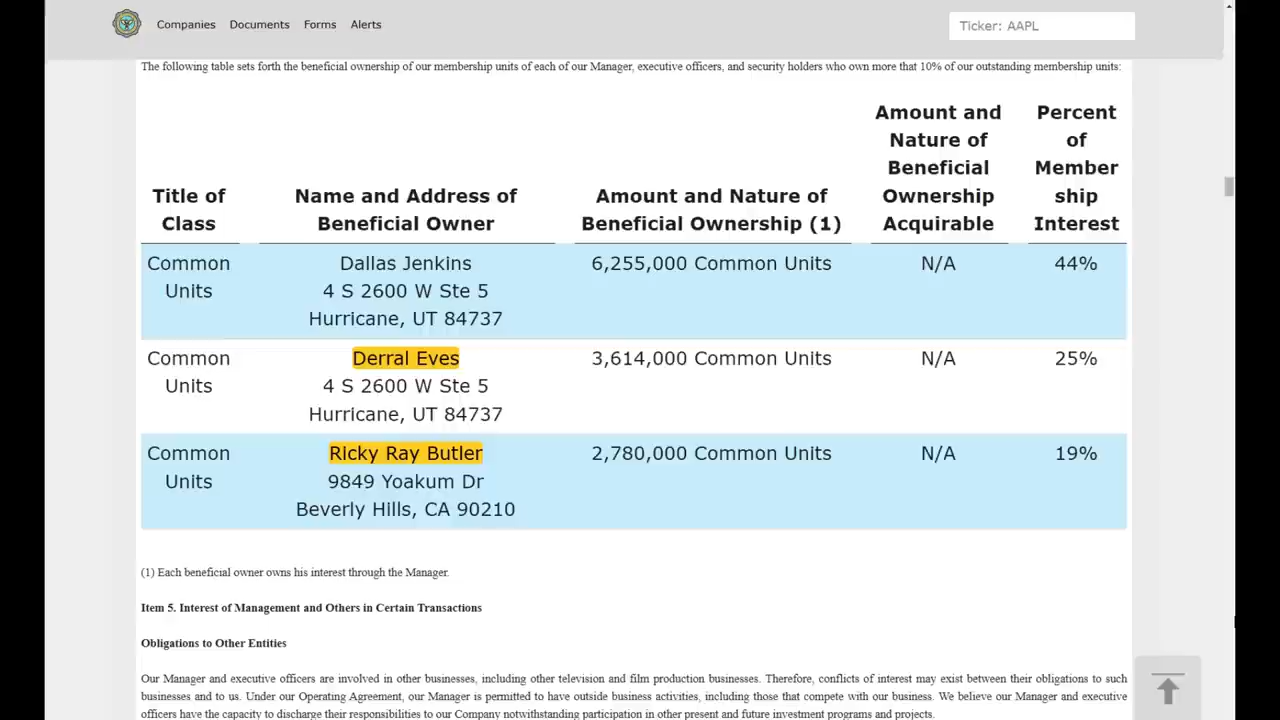 Companies Documents Forms Alerts Ticker: AAPL
The following table sets forth the beneficial ownership of our membership units of each of our Manager, executive officers, and security holders who own more that 10% of our outstanding membership units:
Title of Class
Name and Address of Beneficial Owner
Amount and Nature of Beneficial Ownership (1)
Amount and Nature of Beneficial Ownership Acquirable
Percent of Member ship Interest
Common Dallas Jenkins 6,255,000 Common Units N/A 44%
Units 4 S 2600 W Ste 5
Hurricane, UT 84737
Common Derral Eves 3,614,000 Common Units N/A 25%
Units 4 S 2600 W Ste 5
Hurricane, UT 84737
Common Ricky Ray Butler 2,780,000 Common Units N/A 19%
Units 9849 Yoakum Dr
Beverly Hills, CA 90210
(1) Each beneficial owner owns his interest through the Manager.
Item 5. Interest of Management and Others in Certain Transactions
Obligations to Other Entities
Our Manager and executive officers are involved in other businesses, including other television and film production businesses. Therefore, conflicts of interest may exist between their obligations to such
businesses and to us. Under our Operating Agreement, our Manager is permitted to have outside business activities, including those that compete with our business. We believe our Manager and executive
officers have the capacity to discharge their responsibilities to our Company notwithstanding participation in other present and future investment programs and projects.